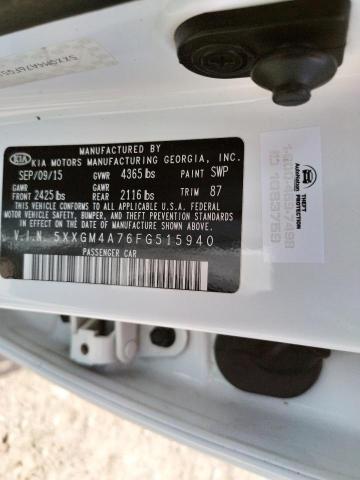 MANUFACTURED BY
KIA KIA MOTORS MANUFACTURING GEORGIA, INC.
SEP/09/15 GVWR 4365 lbs PAINT SWP
GAWR GAWR
FRONT 2425 lbs REAR 2116 lbs TRIM 87
THIS VEHICLE CONFORMS TO ALL APPLICABLE U.S. FEDERAL
MOTOR VEHICLE SAFETY, BUMPER, AND THEFT PREVENTION
STANDARDS IN EFFECT ON THE DATE OF MANUFACTURE SHOWN ABOVE.
V.I.N. 5XXGM4A76FG515940
PASSENGER CAR
THEFT
PROTECTION